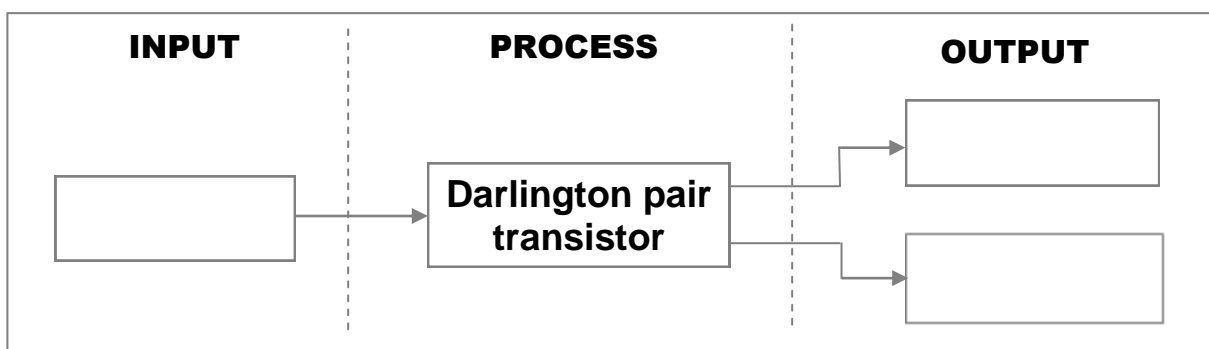 INPUT
PROCESS
OUTPUT
Darlington pair
transistor